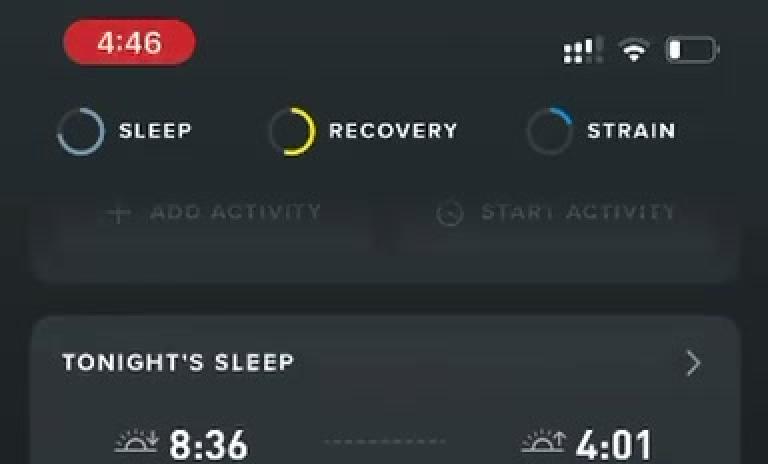 4:46
SLEEP RECOVERY STRAIN
ADD ACTIVITY START ACTIVITY
TONIGHT'S SLEEP
8:36 4:01